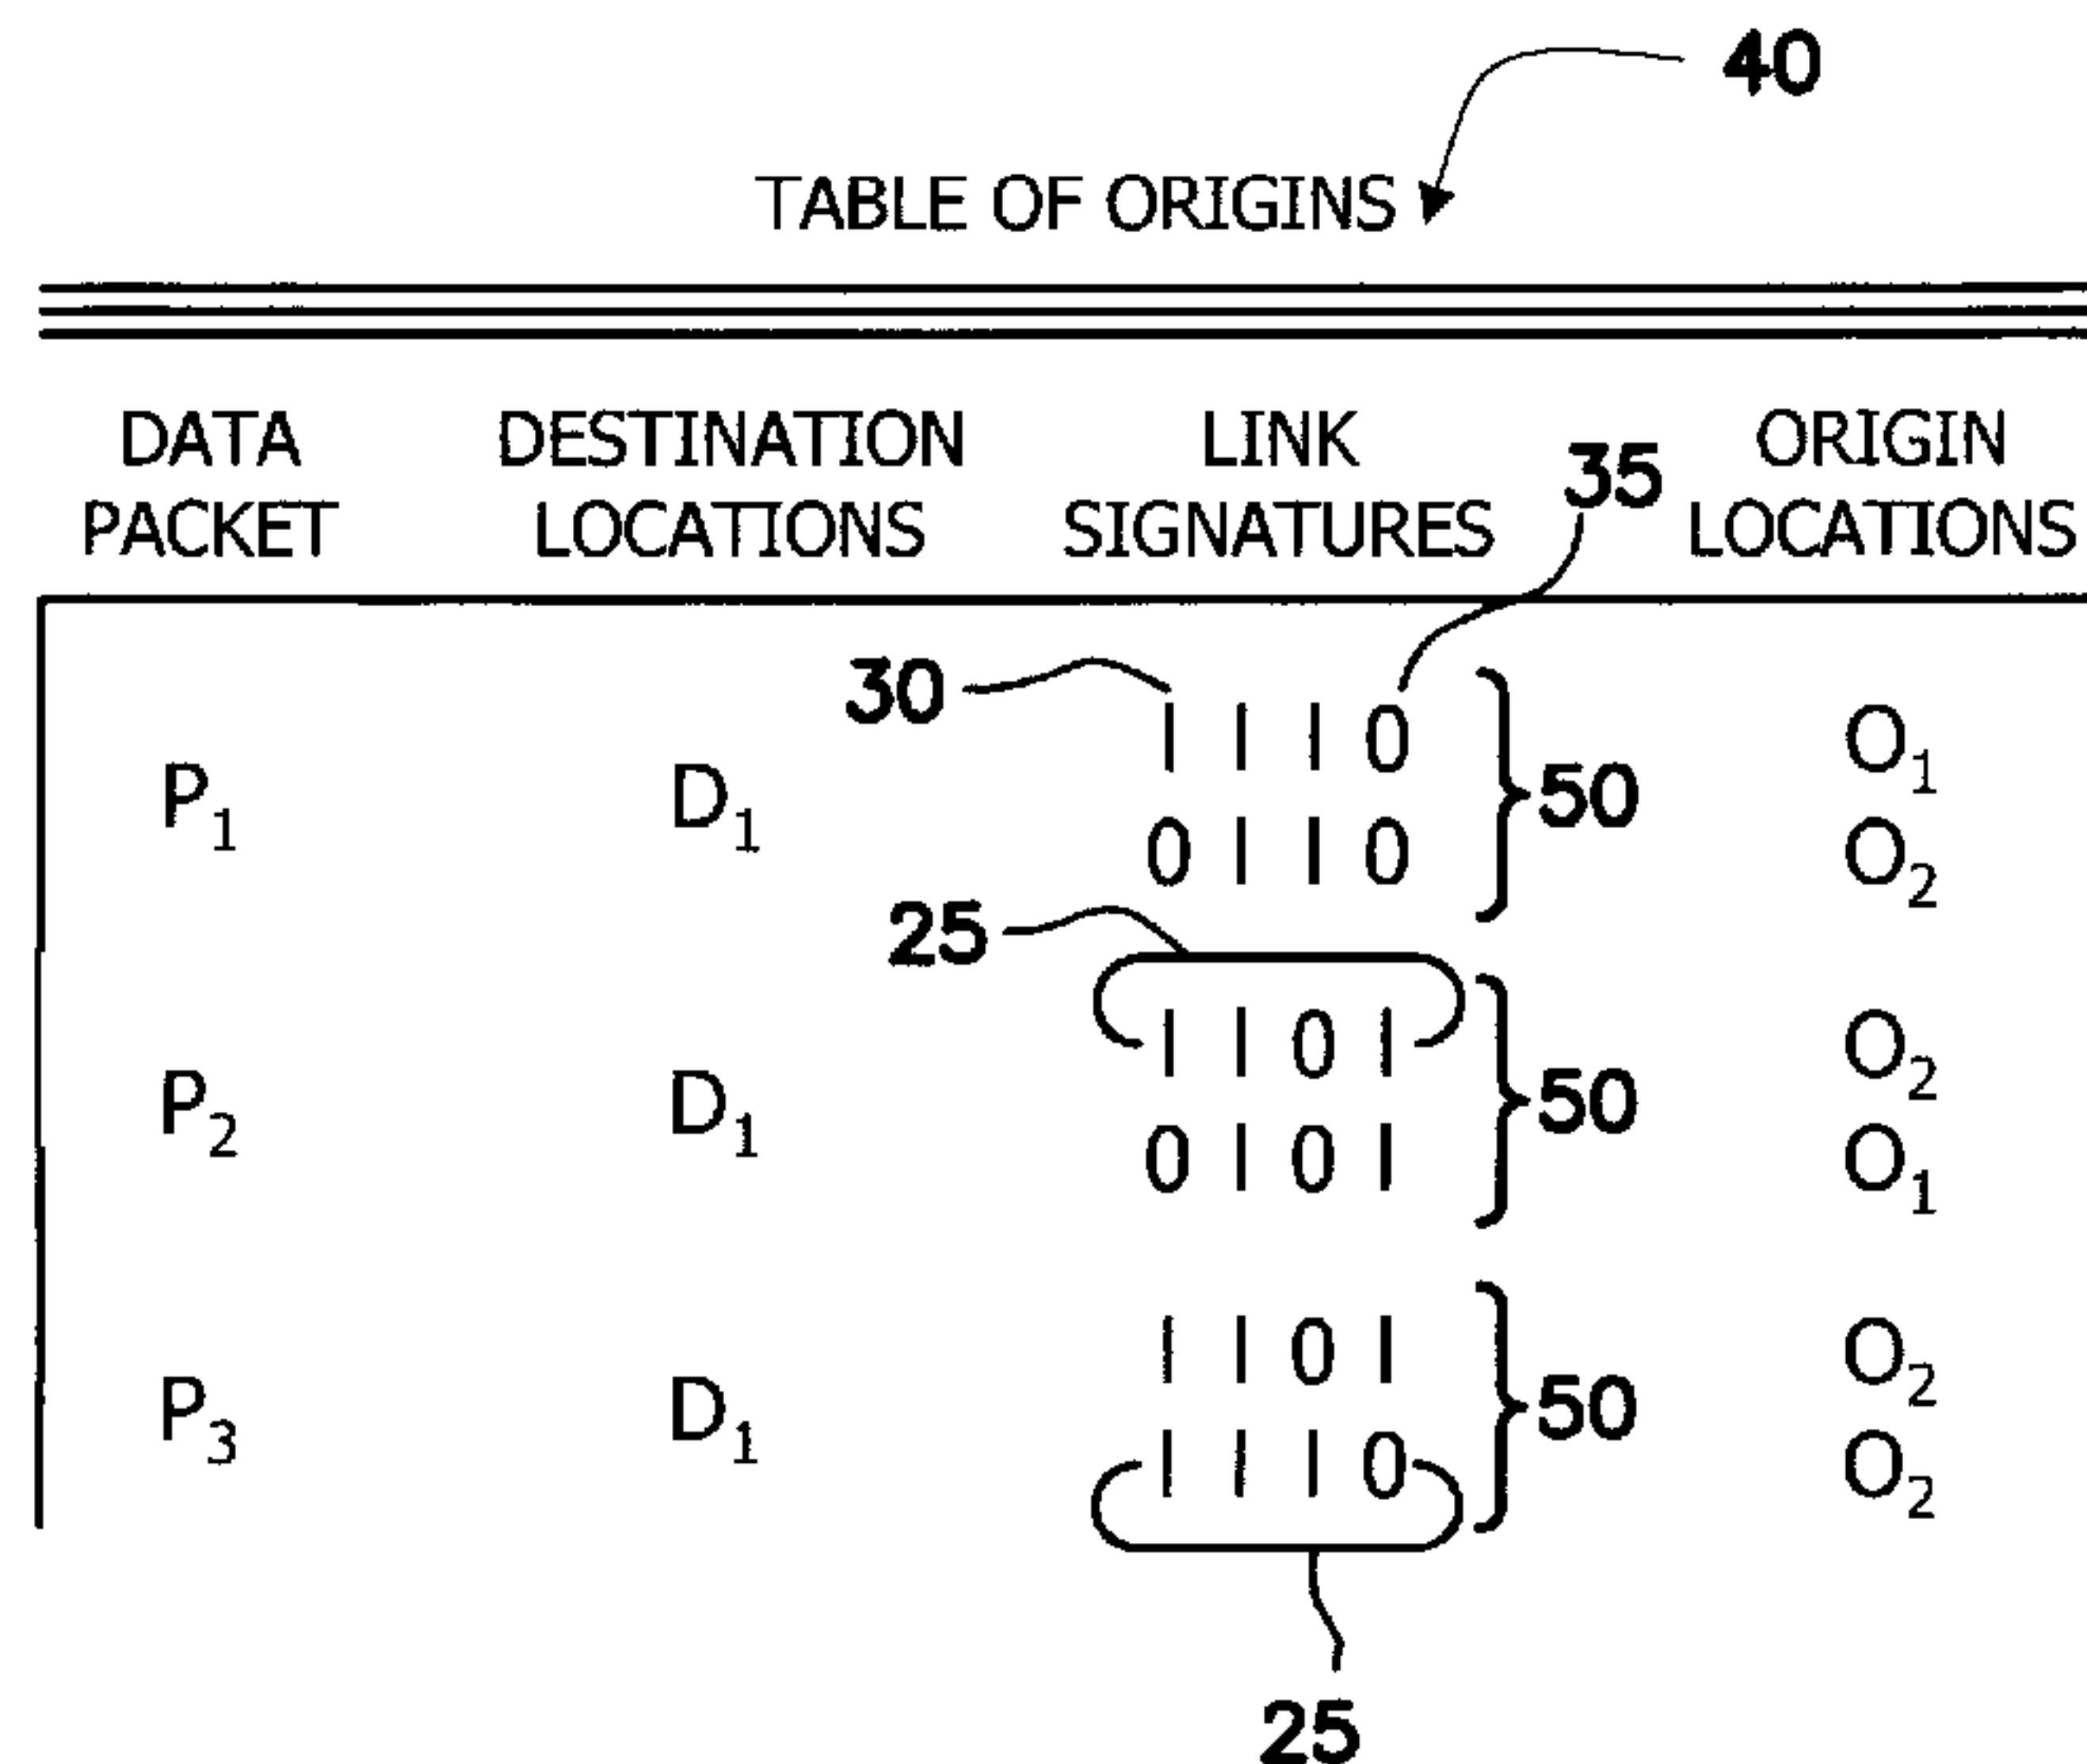 40
TABLE OF ORIGINS
DATA PACKET DESTINATION LOCATIONS LINK SIGNATURES 35 ORIGIN LOCATIONS
30 1 1 1 0 O1
P1 D1 50
0 1 1 0 O2
25
1 1 0 1 O2
P2 D1 50
0 1 0 1 O1
1 1 0 1 O2
P3 D1 50
1 1 1 0 O2
25